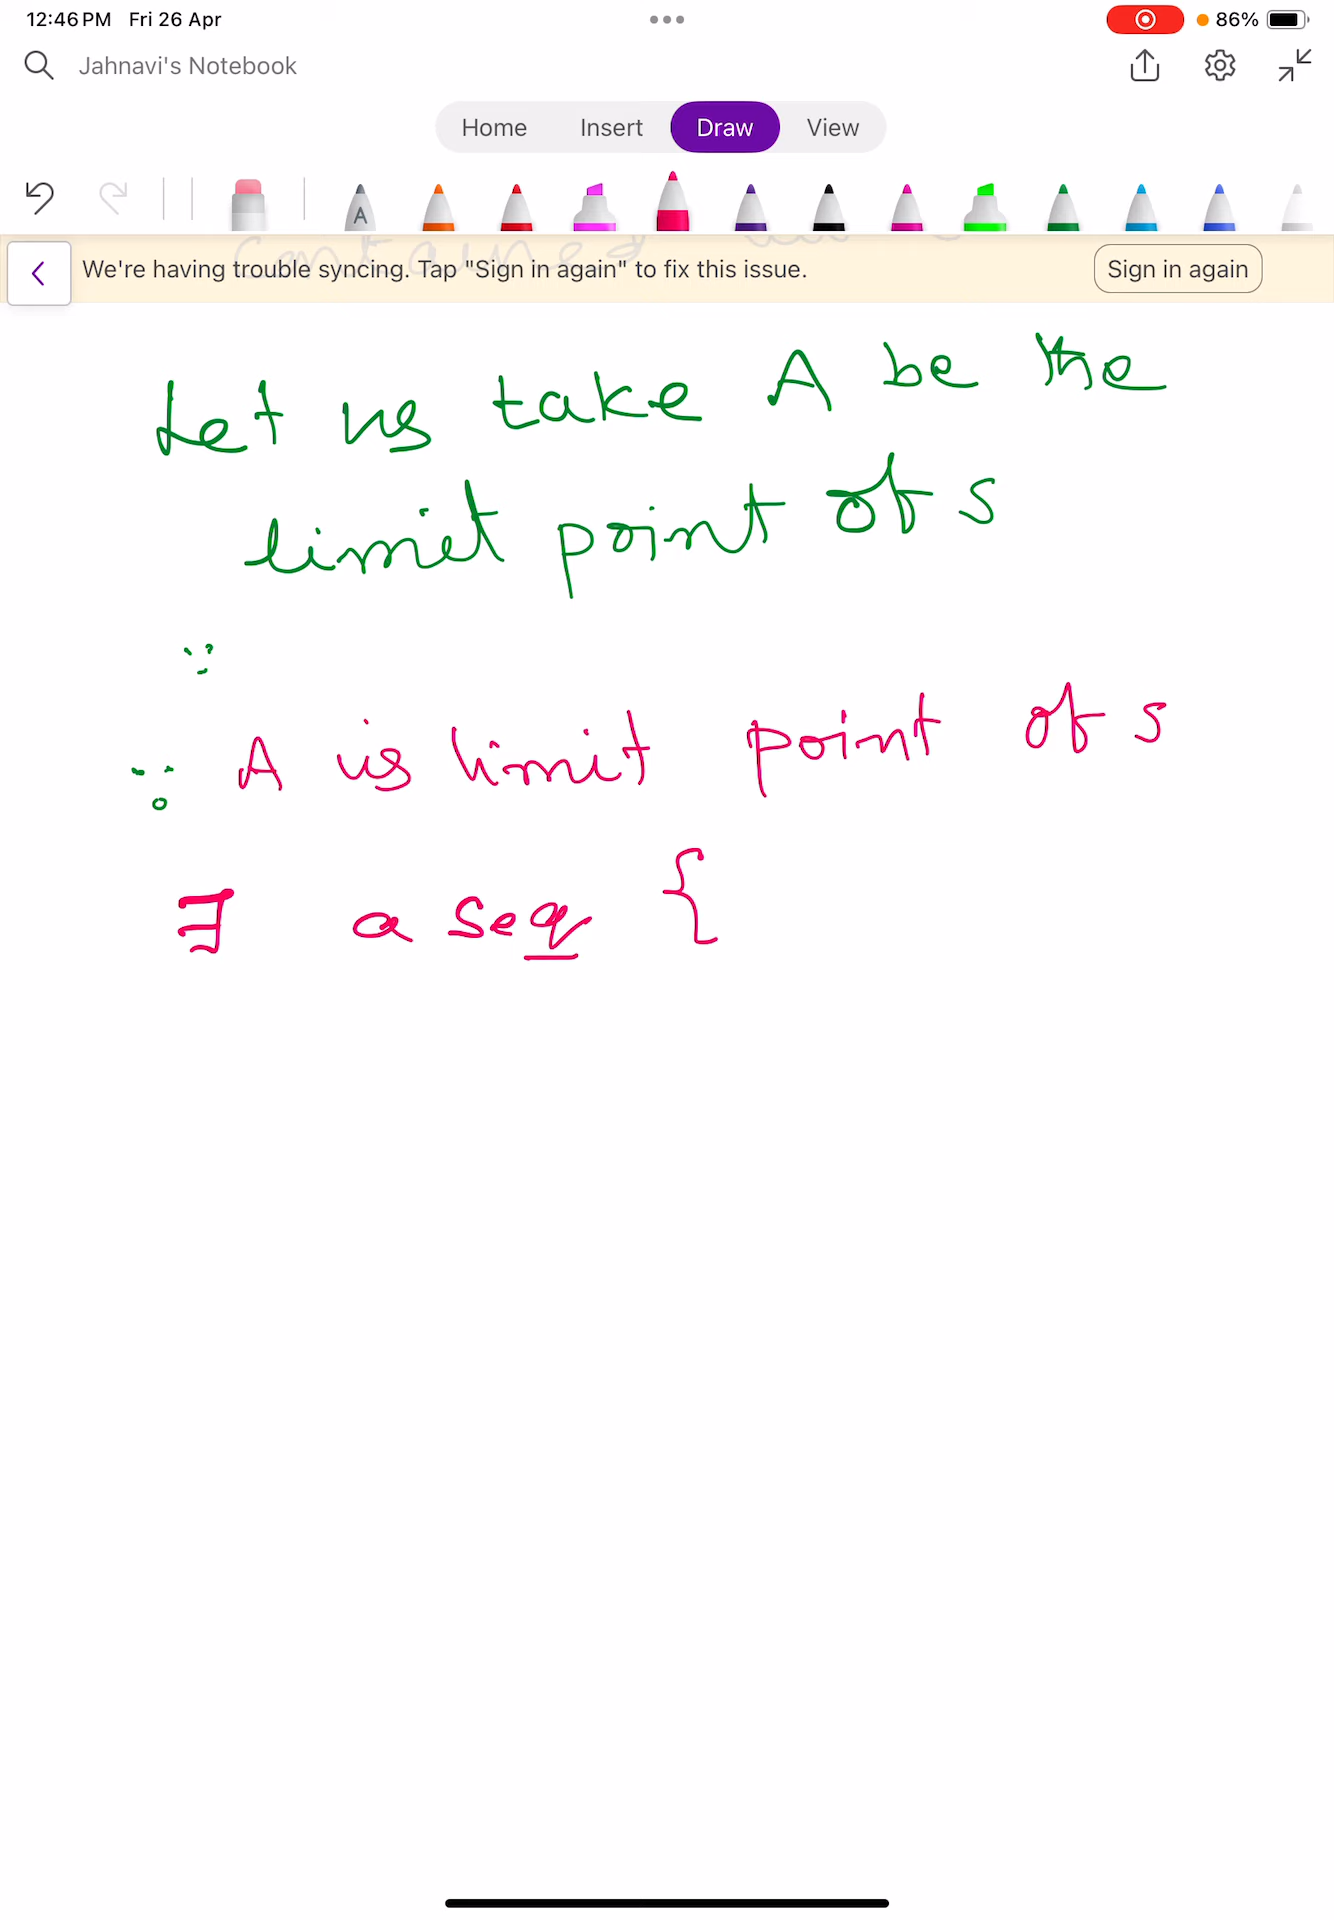 12:46 PM Fri 26 Apr
86%
Jahnavi's Notebook
Home Insert Draw View
A
Contained
We're having trouble syncing. Tap "Sign in again" to fix this issue.
Sign in again
Let us take A be the
limit point of s
∵
∵ A is limit point of s
∃ a seq {